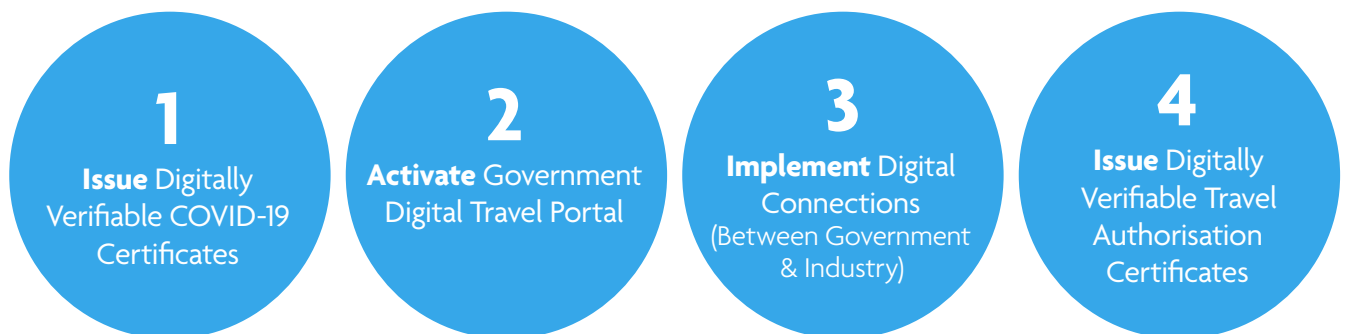 1
Issue Digitally
Verifiable COVID-19
Certificates
2
Activate Government
Digital Travel Portal
3
Implement Digital
Connections
(Between Government
& Industry)
4
Issue Digitally
Verifiable Travel
Authorisation
Certificates